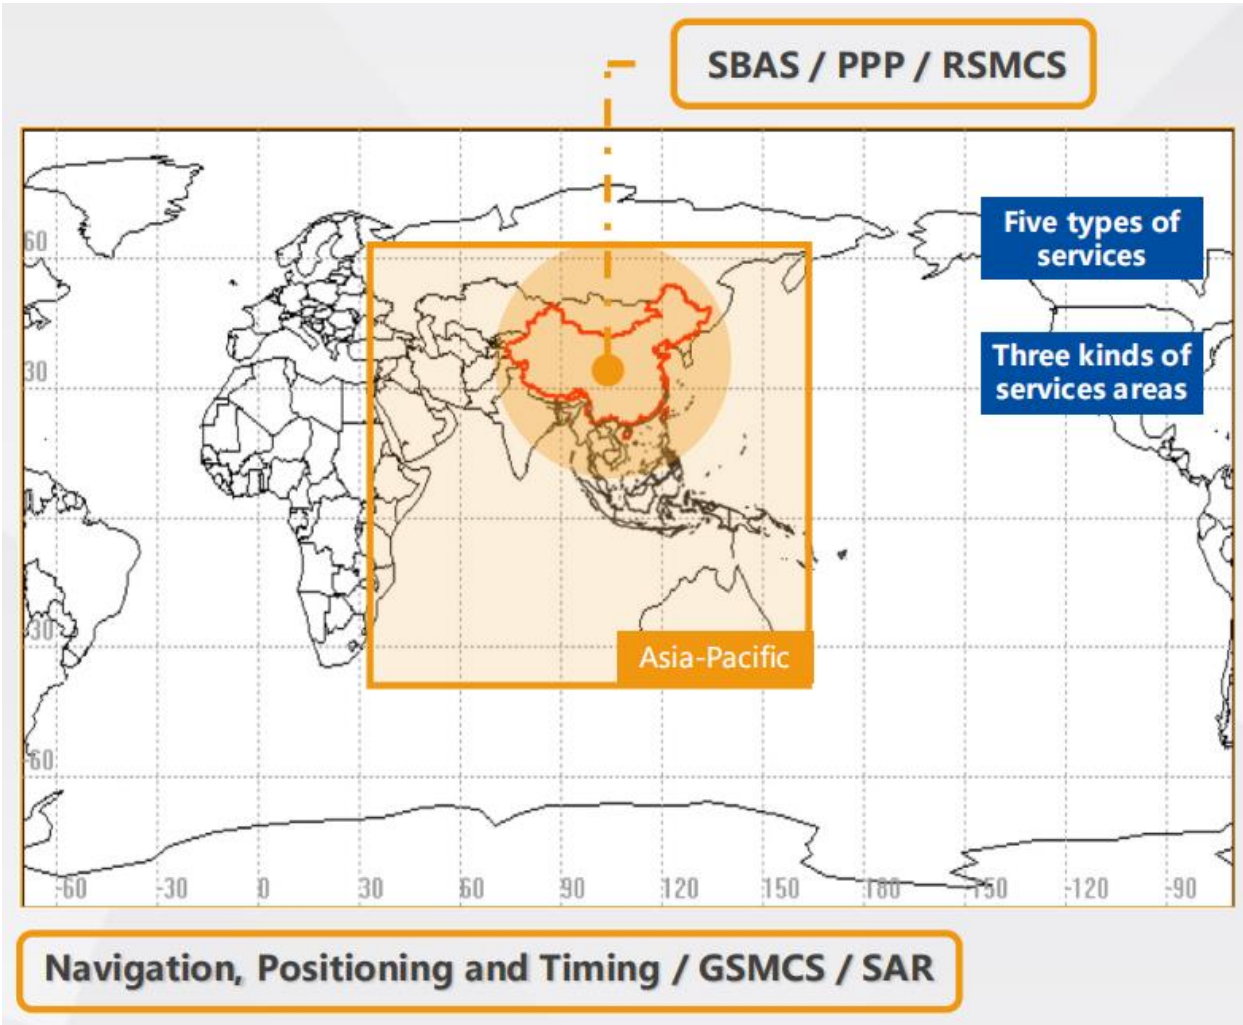 SBAS / PPP / RSMCS
Five types of
services
Three kinds of
services areas
60
30
30
60
Asia-Pacific
-60
-30
0
30
60
90
120
150
180
-150
-120
-90
Navigation, Positioning and Timing / GSMCS / SAR